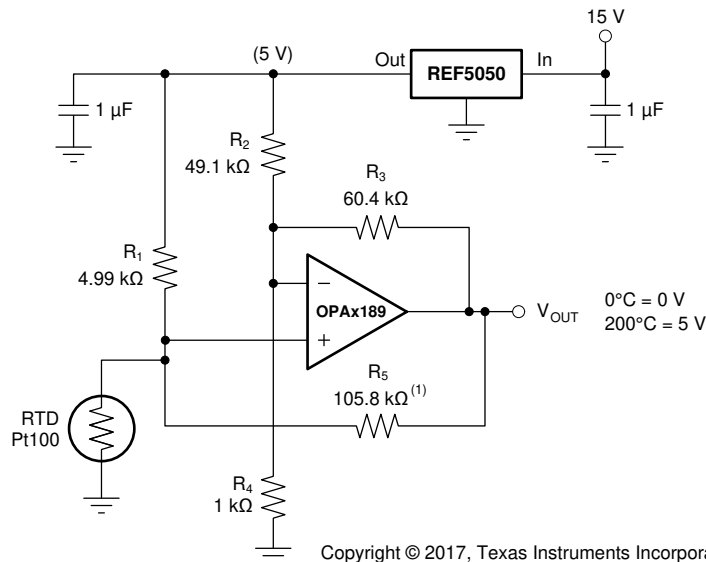 15 V
(5 V)
Out
REF5050
In
1 µF
1 µF
R2
49.1 kΩ
R3
60.4 kΩ
R1
4.99 kΩ
OPAx189
−
+
VOUT
0°C = 0 V
200°C = 5 V
R5
105.8 kΩ(1)
RTD
Pt100
R4
1 kΩ
Copyright © 2017, Texas Instruments Incorpora